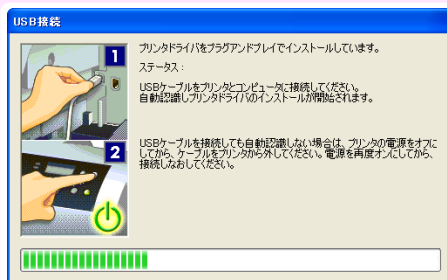 USB接続
1
プリンタドライバをプラグアンドプレイでインストールしています。
ステータス：
USBケーブルをプリンタとコンピュータに接続してください。
自動認識しプリンタドライバのインストールが開始されます。
2
USBケーブルを接続しても自動認識しない場合は、プリンタの電源をオフに
してから、ケーブルをプリンタから外してください。電源を再度オンにしてから、
接続しなおしてください。